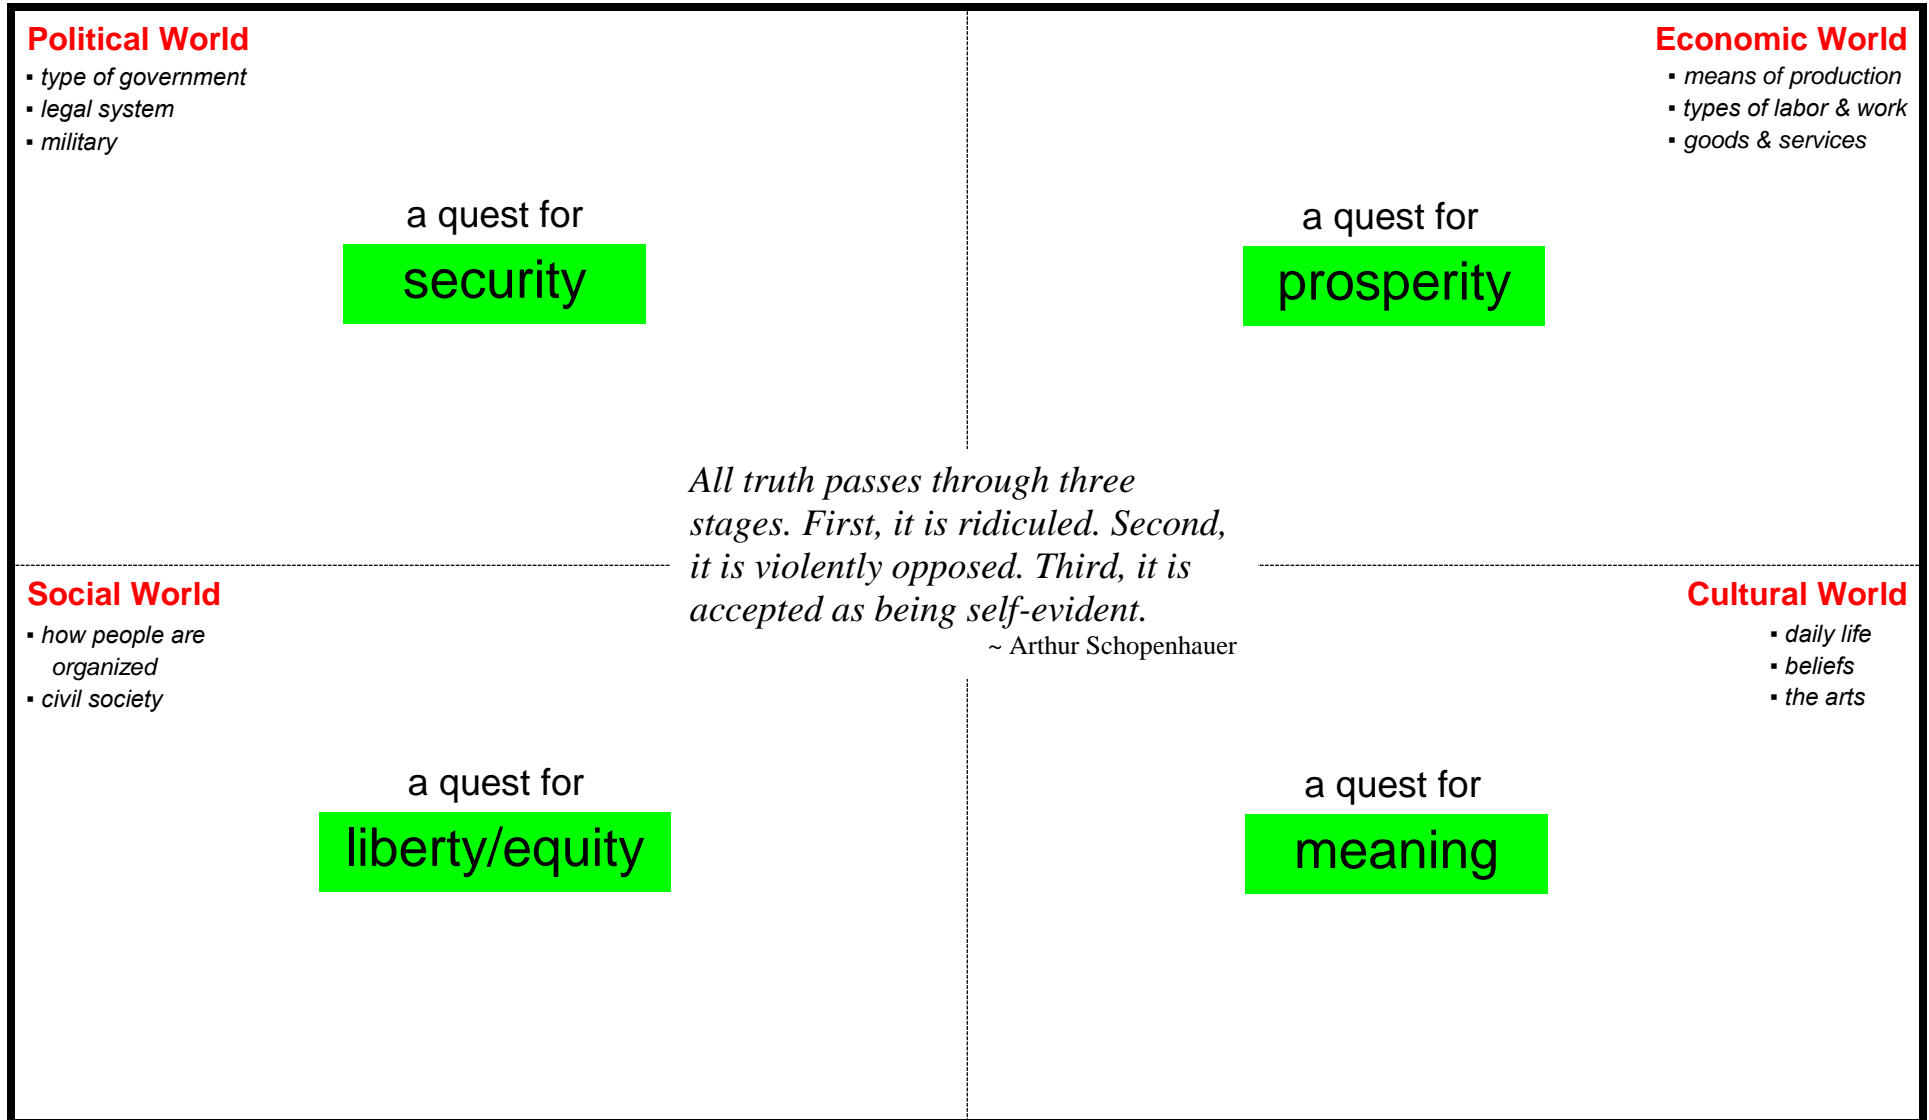 Political World
▪ type of government
▪ legal system
▪ military
a quest for
security
Economic World
▪ means of production
▪ types of labor & work
▪ goods & services
a quest for
prosperity
All truth passes through three
stages. First, it is ridiculed. Second,
it is violently opposed. Third, it is
accepted as being self-evident.
~ Arthur Schopenhauer
Social World
▪ how people are
organized
▪ civil society
a quest for
liberty/equity
Cultural World
▪ daily life
▪ beliefs
▪ the arts
a quest for
meaning